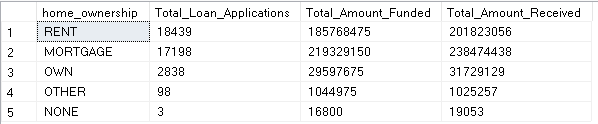 home_ownership Total_Loan_Applications Total_Amount_Funded Total_Amount_Received
1 RENT 18439 185768475 201823056
2 MORTGAGE 17198 219329150 238474438
3 OWN 2838 29597675 31729129
4 OTHER 98 1044975 1025257
5 NONE 3 16800 19053